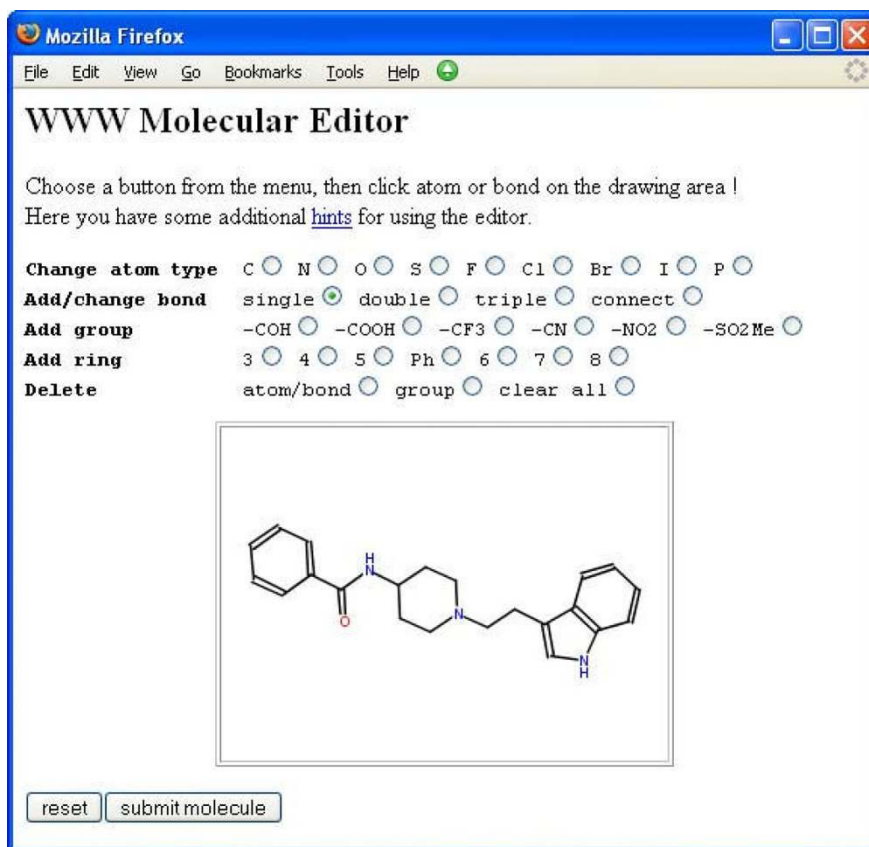 Mozilla Firefox
File Edit View Go Bookmarks Tools Help
WWW Molecular Editor
Choose a button from the menu, then click atom or bond on the drawing area !
Here you have some additional hints for using the editor.
Change atom type C N O S F Cl Br I P
Add/change bond single double triple connect
Add group -COH -COOH -CF3 -CN -NO2 -SO2Me
Add ring 3 4 5 Ph 6 7 8
Delete atom/bond group clear all
H
N
O
N
N
H
reset submit molecule